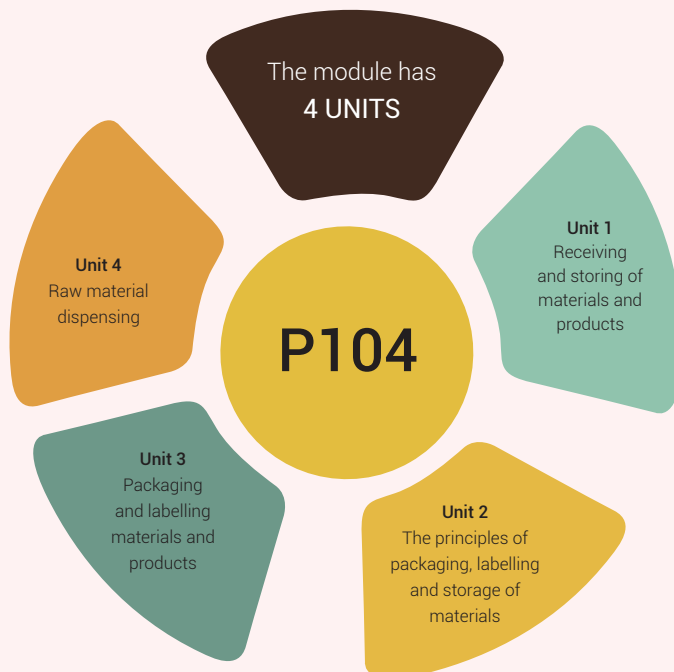 The module has
4 UNITS
Unit 1
Receiving
and storing of
materials and
products
Unit 2
The principles of
packaging, labelling
and storage of
materials
Unit 3
Packaging
and labelling
materials and
products
Unit 4
Raw material
dispensing
P104